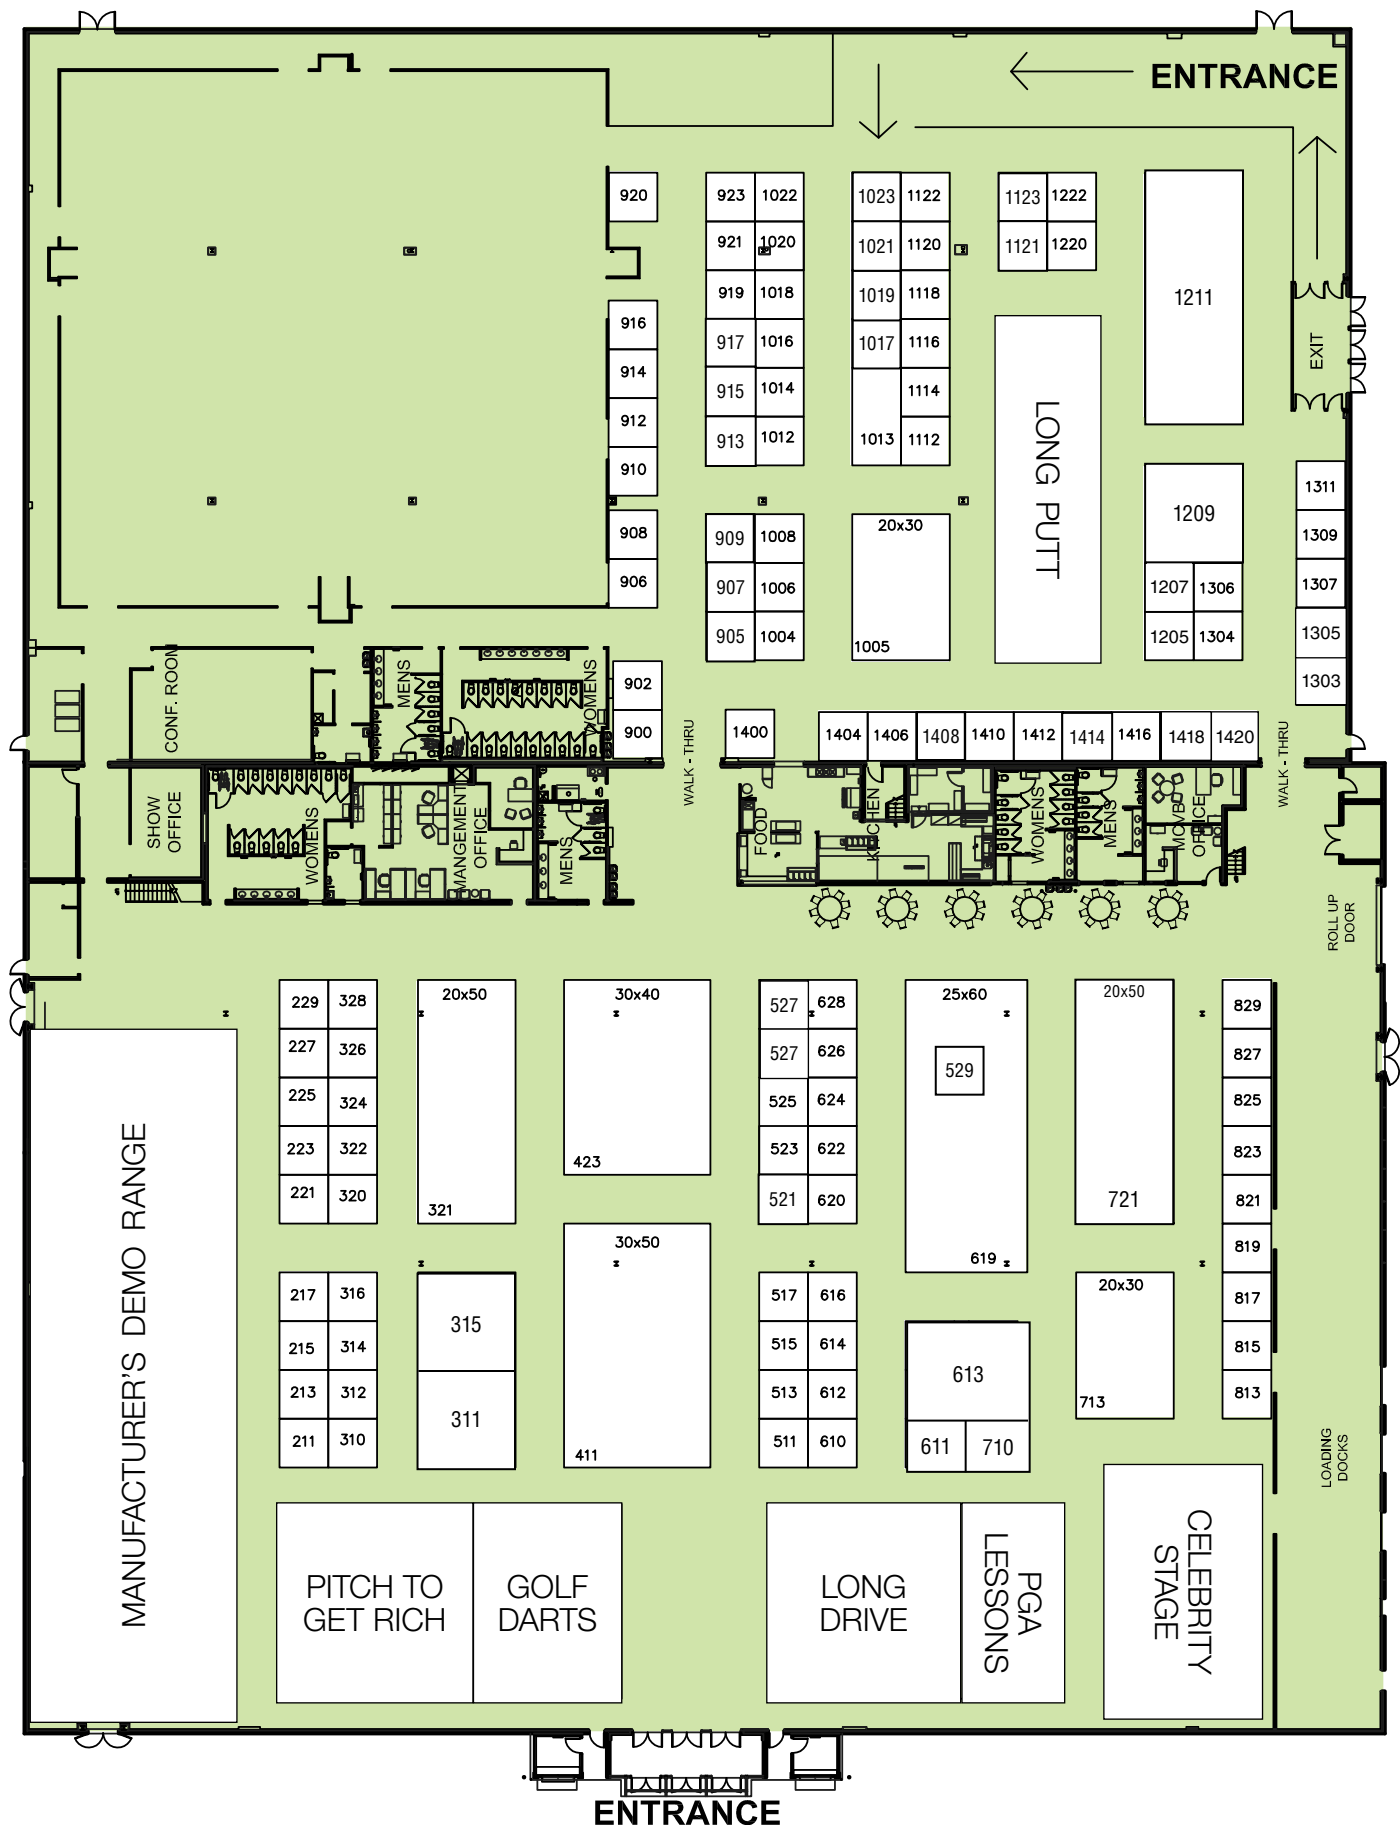 ENTRANCE
920
923 1022
1023 1122
1123 1222
921 1020
1021 1120
1121 1220
919 1018
1019 1118
1211
916
917 1016
1017 1116
EXIT
914
915 1014
1114
912
913 1012
1013 1112
LONG PUTT
910
1311
908
909 1008
20x30
1209
1309
906
907 1006
1207 1306
1307
905 1004
1005
1205 1304
1305
CONF. ROOM
MENS
WOMENS
902
1303
900
WALK - THRU
1400
1404 1406 1408 1410 1412 1414 1416 1418 1420
WALK - THRU
SHOW
OFFICE
WOMENS
MANGEMENT
OFFICE
MENS
FOOD
KITCHEN
WOMENS
MENS
MCVB
OFFICE
ROLL UP
DOOR
229 328
20x50
30x40
527 628
25x60
20x50
829
227 326
527 626
529
827
225 324
525 624
825
223 322
423
523 622
823
221 320
321
521 620
721
821
30x50
619
819
217 316
315
517 616
20x30
817
215 314
515 614
613
815
213 312
513 612
713
813
311
211 310
411
511 610
611 710
LOADING
DOCKS
MANUFACTURER'S DEMO RANGE
PITCH TO
GET RICH
GOLF
DARTS
LONG
DRIVE
PGA
LESSONS
CELEBRITY
STAGE
ENTRANCE